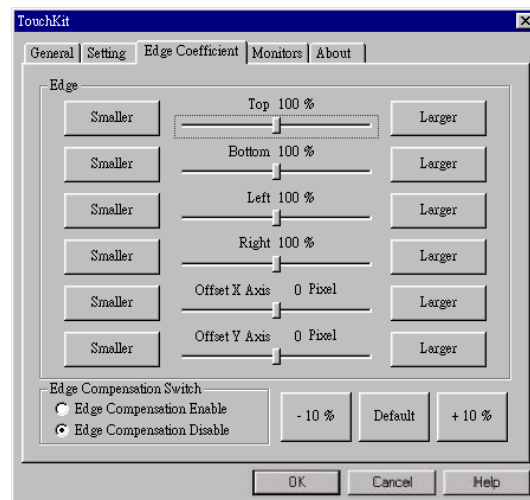 TouchKit
General Setting Edge Coefficient Monitors About
Edge
Smaller Top 100 % Larger
Smaller Bottom 100 % Larger
Smaller Left 100 % Larger
Smaller Right 100 % Larger
Smaller Offset X Axis 0 Pixel Larger
Smaller Offset Y Axis 0 Pixel Larger
Edge Compensation Switch
Edge Compensation Enable
Edge Compensation Disable
- 10 % Default + 10 %
OK Cancel Help